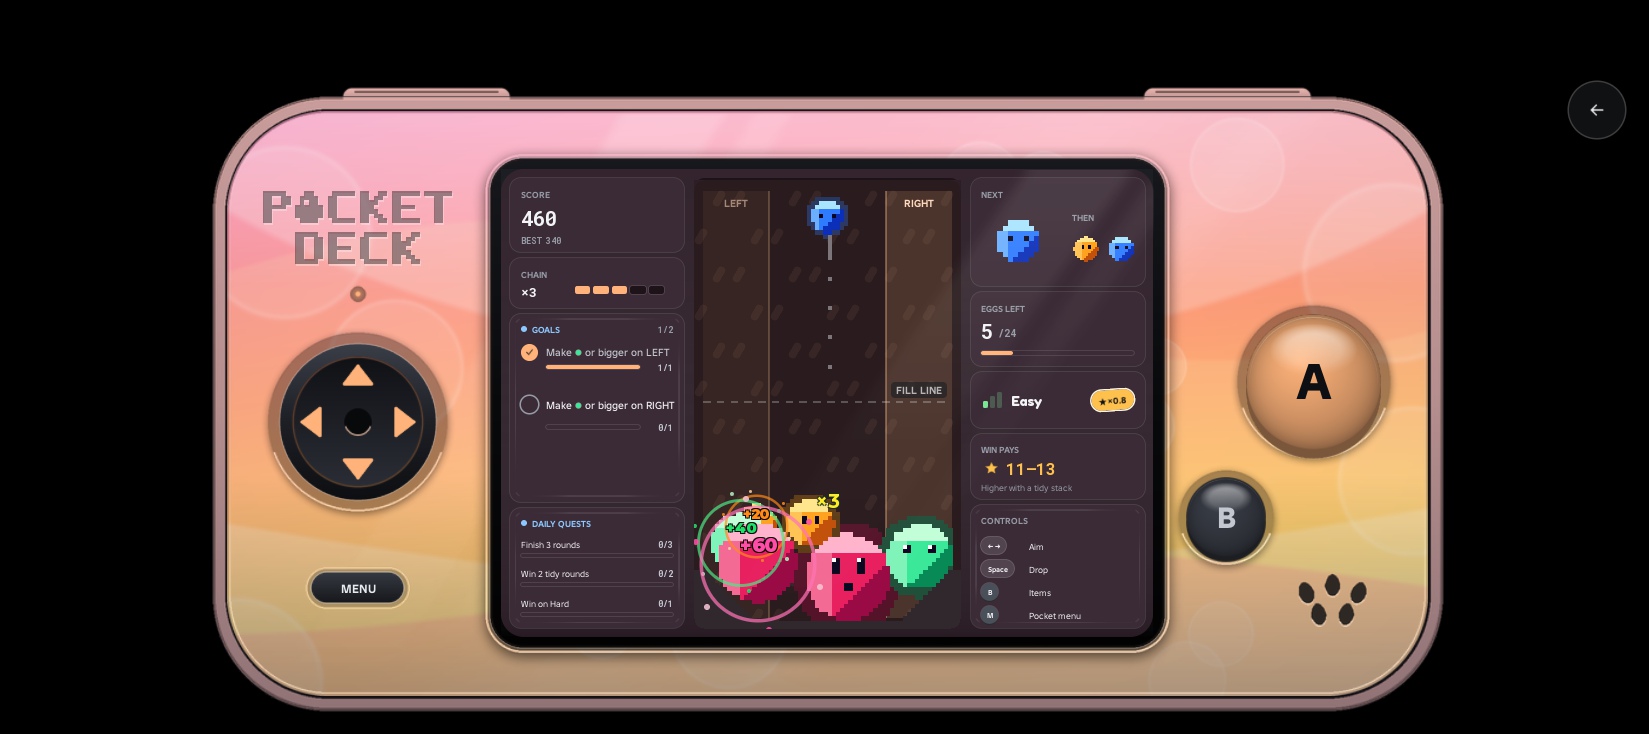 POCKET
DECK
MENU
SCORE
460
BEST 340
CHAIN
×3
GOALS 1/2
Make ● or bigger on LEFT
1/1
Make ● or bigger on RIGHT
0/1
DAILY QUESTS
Finish 3 rounds 0/3
Win 2 tidy rounds 0/2
Win on Hard 0/1
LEFT
RIGHT
FILL LINE
×3
+20
+40
+60
NEXT
THEN
EGGS LEFT
5 /24
Easy ★×0.8
WIN PAYS
★ 11–13
Higher with a tidy stack
CONTROLS
←→ Aim
Space Drop
B Items
M Pocket menu
A
B